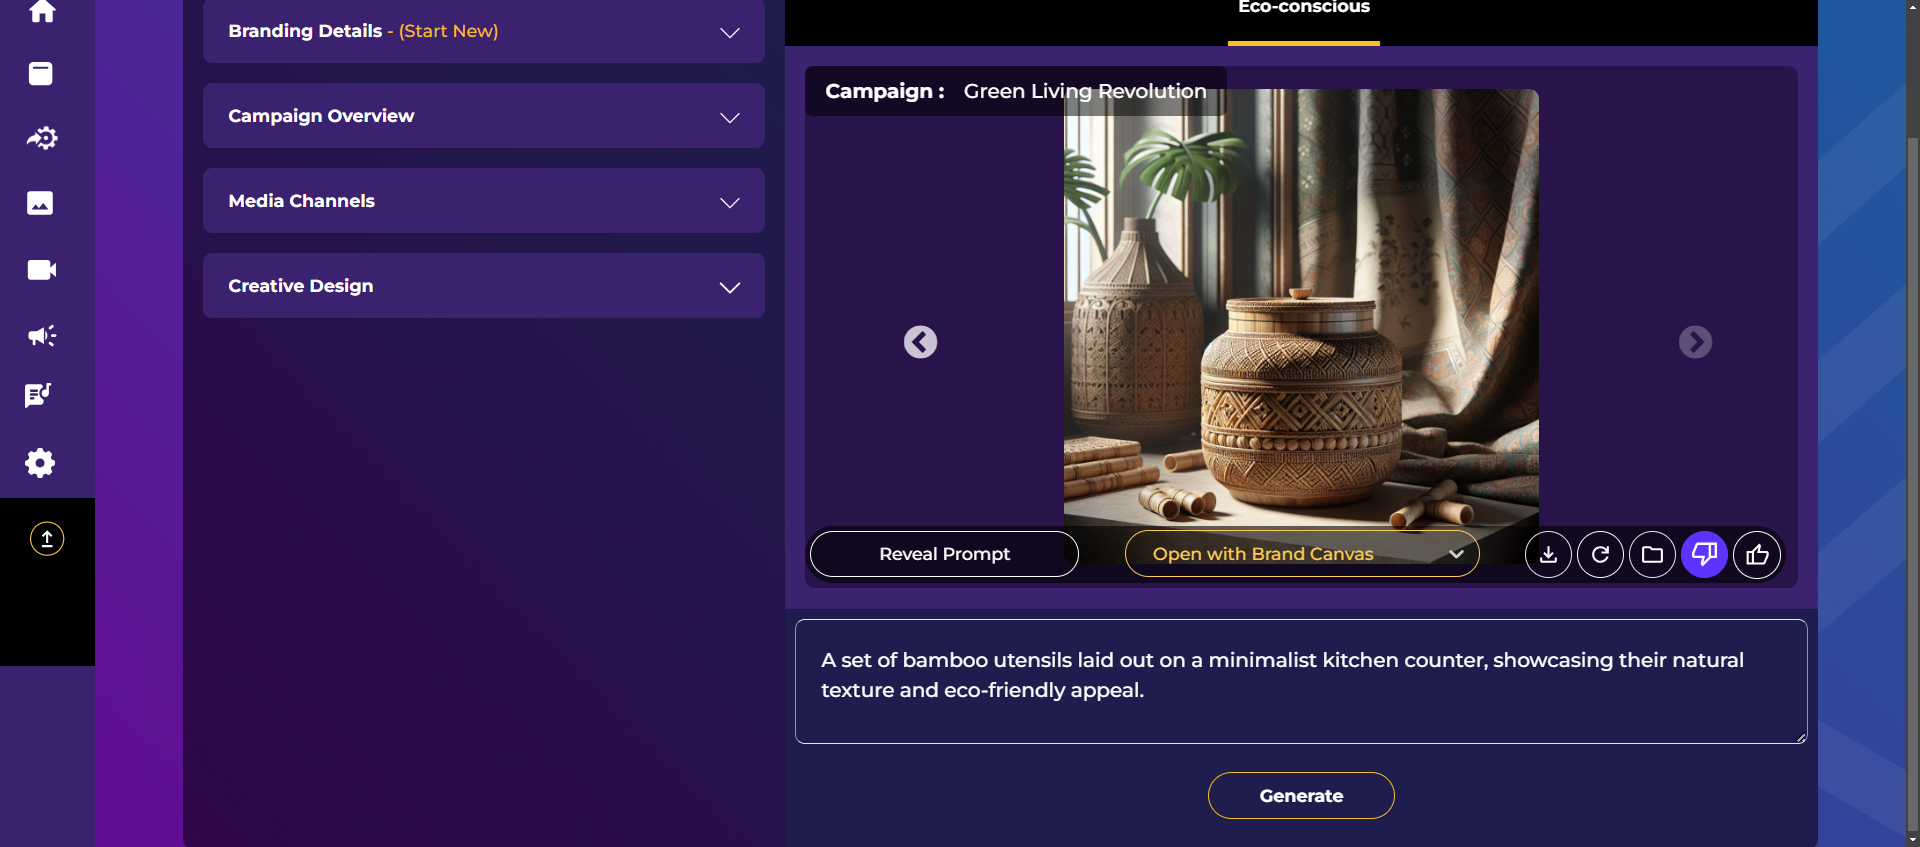 Branding Details - (Start New)
Campaign Overview
Media Channels
Creative Design
Eco-conscious
Campaign : Green Living Revolution
Reveal Prompt
Open with Brand Canvas
A set of bamboo utensils laid out on a minimalist kitchen counter, showcasing their natural
texture and eco-friendly appeal.
Generate